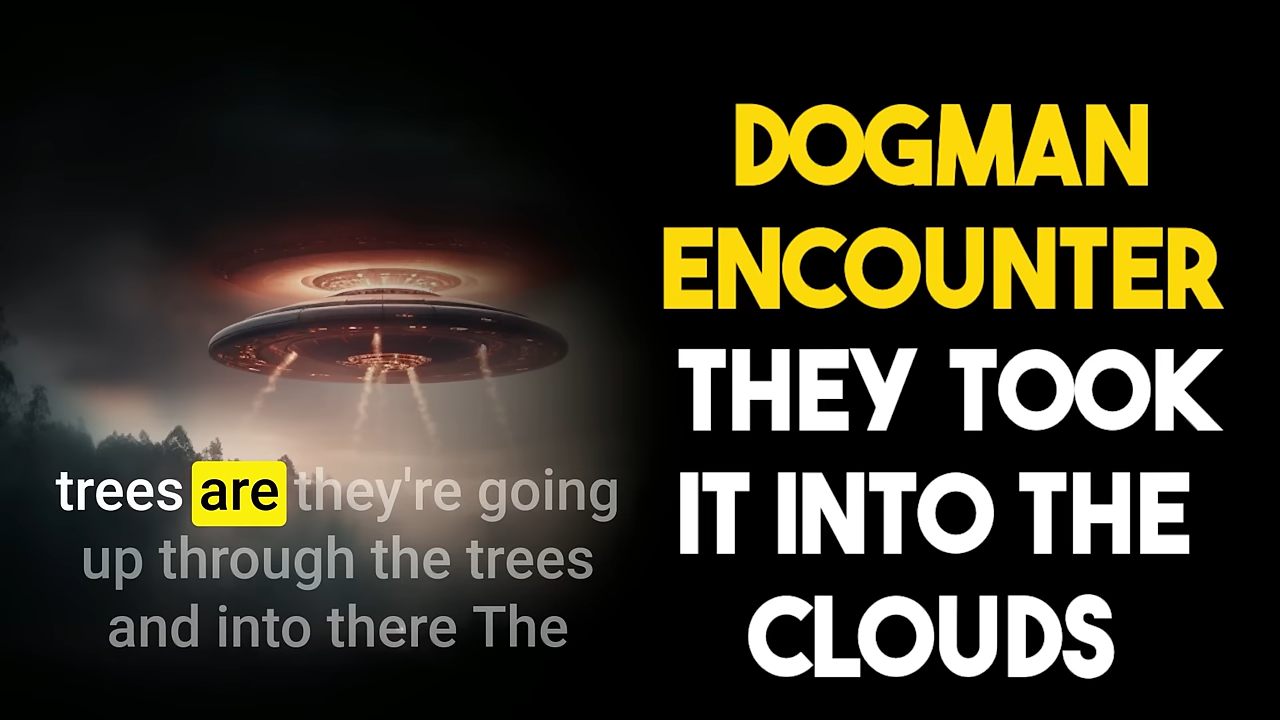 trees are they're going
up through the trees
and into there The
DOGMAN
ENCOUNTER
THEY TOOK
IT INTO THE
CLOUDS